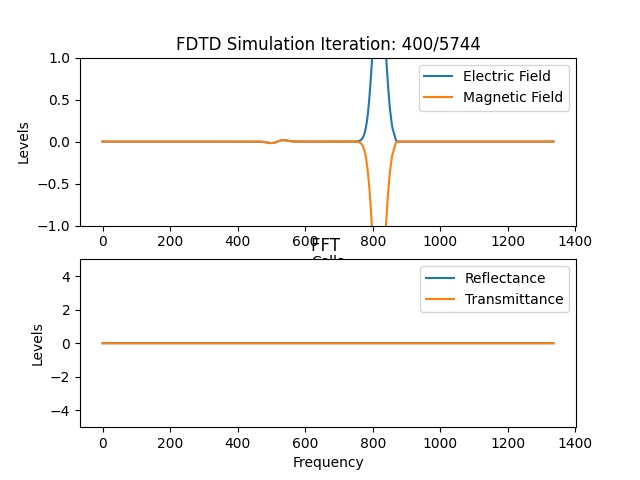 FDTD Simulation Iteration: 400/5744
Levels
1.0
0.5
0.0
−0.5
−1.0
Electric Field
Magnetic Field
0 200 400 600 800 1000 1200 1400
Cells
FFT
Levels
4
2
0
−2
−4
Reflectance
Transmittance
0 200 400 600 800 1000 1200 1400
Frequency